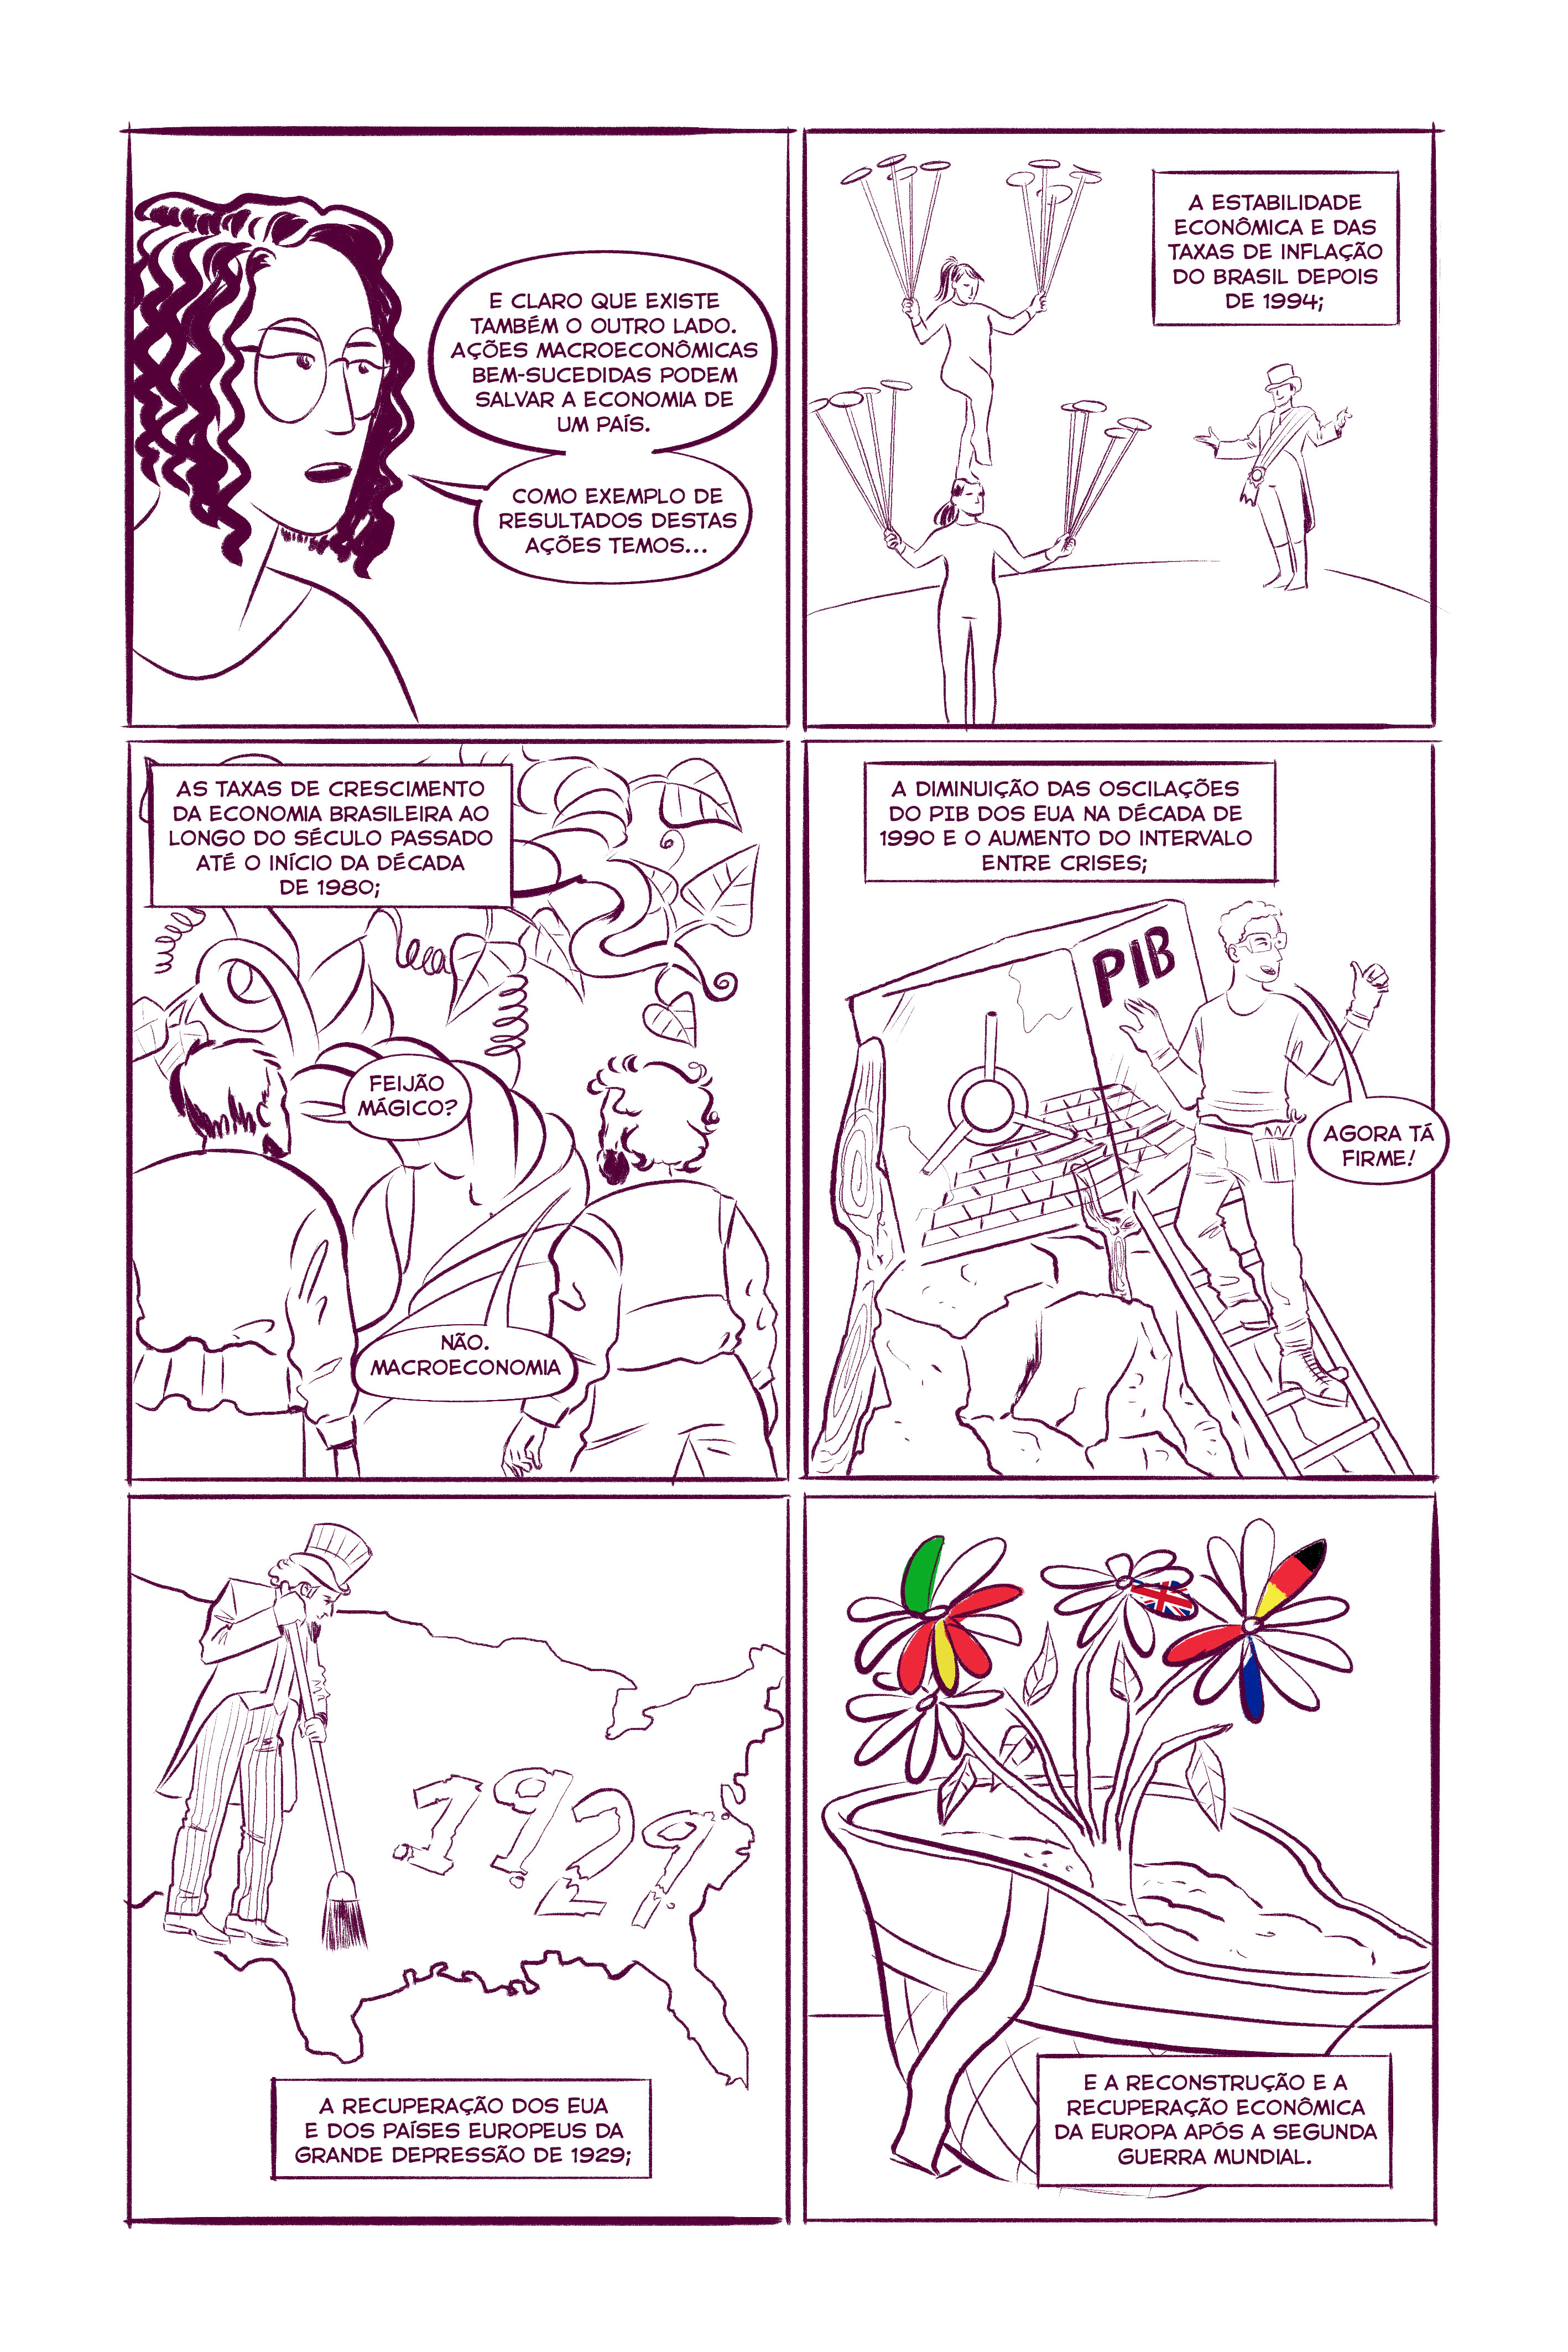 E CLARO QUE EXISTE
TAMBÉM O OUTRO LADO.
AÇÕES MACROECONÔMICAS
BEM-SUCEDIDAS PODEM
SALVAR A ECONOMIA DE
UM PAÍS.
COMO EXEMPLO DE
RESULTADOS DESTAS
AÇÕES TEMOS...
A ESTABILIDADE
ECONÔMICA E DAS
TAXAS DE INFLAÇÃO
DO BRASIL DEPOIS
DE 1994;
AS TAXAS DE CRESCIMENTO
DA ECONOMIA BRASILEIRA AO
LONGO DO SÉCULO PASSADO
ATÉ O INÍCIO DA DÉCADA
DE 1980;
FEIJÃO
MÁGICO?
NÃO.
MACROECONOMIA
A DIMINUIÇÃO DAS OSCILAÇÕES
DO PIB DOS EUA NA DÉCADA DE
1990 E O AUMENTO DO INTERVALO
ENTRE CRISES;
PIB
AGORA TÁ
FIRME!
1929
A RECUPERAÇÃO DOS EUA
E DOS PAÍSES EUROPEUS DA
GRANDE DEPRESSÃO DE 1929;
E A RECONSTRUÇÃO E A
RECUPERAÇÃO ECONÔMICA
DA EUROPA APÓS A SEGUNDA
GUERRA MUNDIAL.